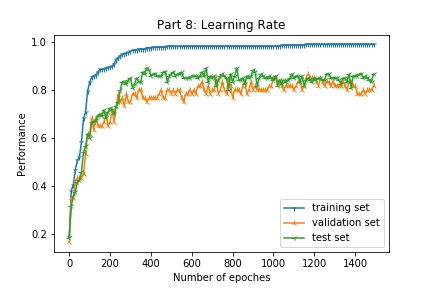 Part 8: Learning Rate
1.0
0.8
0.6
0.4
0.2
Performance
training set
validation set
test set
0 200 400 600 800 1000 1200 1400
Number of epoches